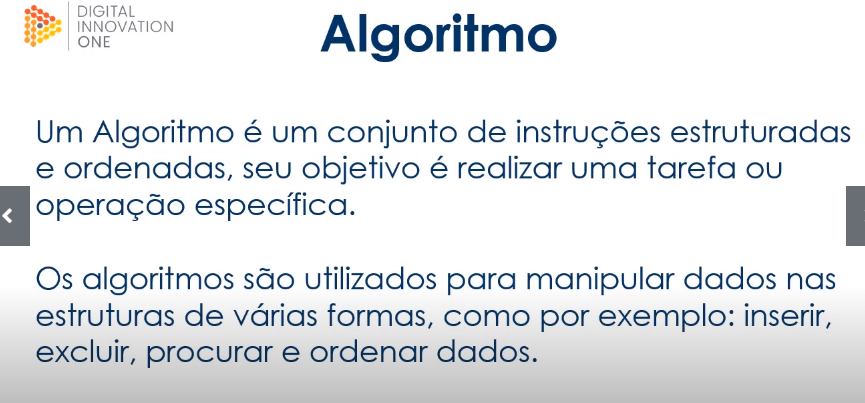 DIGITAL
INNOVATION
ONE
Algoritmo
Um Algoritmo é um conjunto de instruções estruturadas
e ordenadas, seu objetivo é realizar uma tarefa ou
operação específica.
Os algoritmos são utilizados para manipular dados nas
estruturas de várias formas, como por exemplo: inserir,
excluir, procurar e ordenar dados.